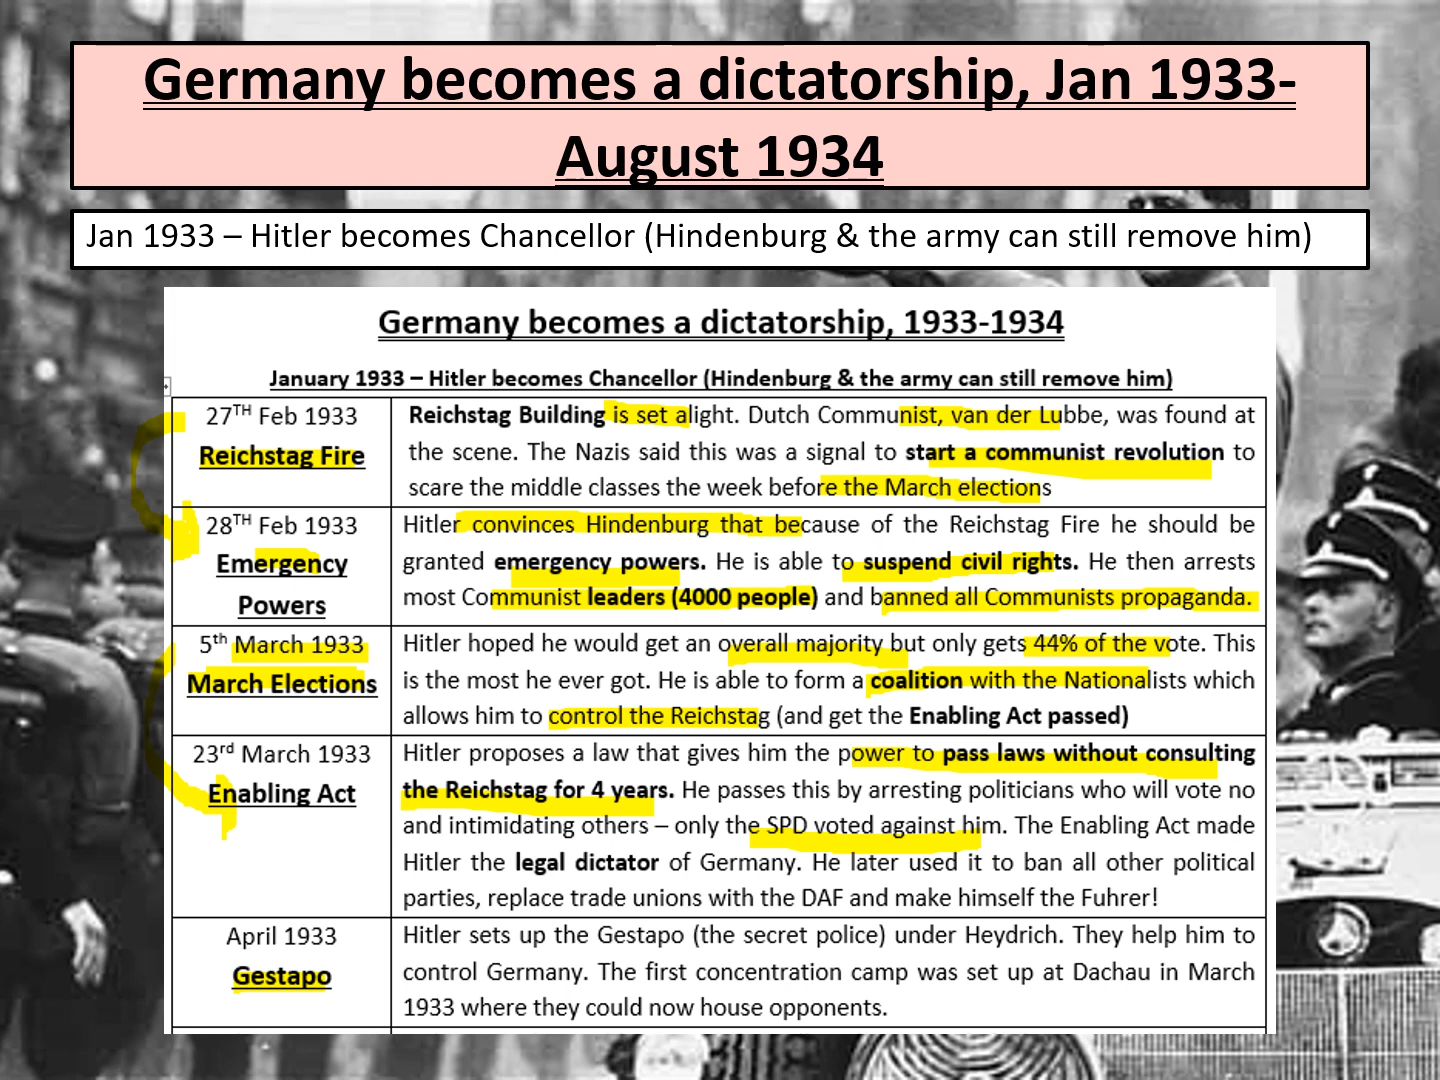 Germany becomes a dictatorship, Jan 1933-
August 1934
Jan 1933 – Hitler becomes Chancellor (Hindenburg & the army can still remove him)
Germany becomes a dictatorship, 1933-1934
January 1933 – Hitler becomes Chancellor (Hindenburg & the army can still remove him)
27TH Feb 1933
Reichstag Fire
Reichstag Building is set alight. Dutch Communist, van der Lubbe, was found at
the scene. The Nazis said this was a signal to start a communist revolution to
scare the middle classes the week before the March elections
28TH Feb 1933
Emergency
Powers
Hitler convinces Hindenburg that because of the Reichstag Fire he should be
granted emergency powers. He is able to suspend civil rights. He then arrests
most Communist leaders (4000 people) and banned all Communists propaganda.
5th March 1933
March Elections
Hitler hoped he would get an overall majority but only gets 44% of the vote. This
is the most he ever got. He is able to form a coalition with the Nationalists which
allows him to control the Reichstag (and get the Enabling Act passed)
23rd March 1933
Enabling Act
Hitler proposes a law that gives him the power to pass laws without consulting
the Reichstag for 4 years. He passes this by arresting politicians who will vote no
and intimidating others – only the SPD voted against him. The Enabling Act made
Hitler the legal dictator of Germany. He later used it to ban all other political
parties, replace trade unions with the DAF and make himself the Fuhrer!
April 1933
Gestapo
Hitler sets up the Gestapo (the secret police) under Heydrich. They help him to
control Germany. The first concentration camp was set up at Dachau in March
1933 where they could now house opponents.